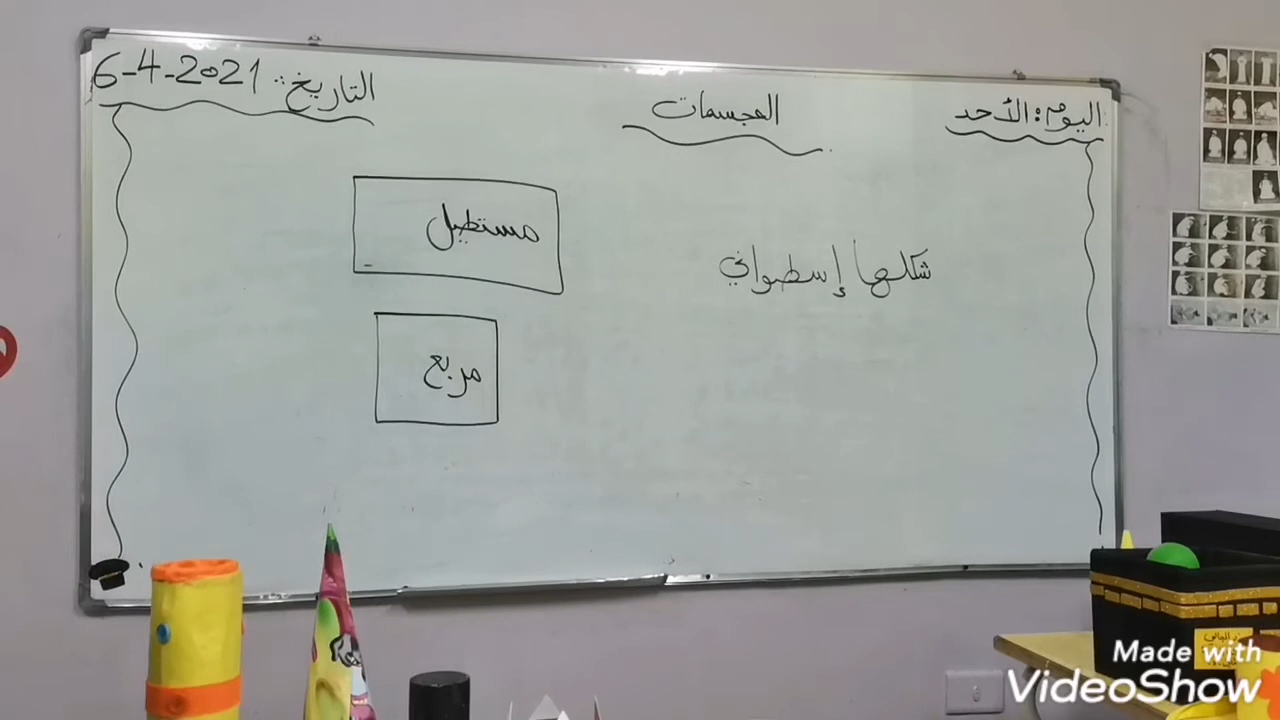 اليوم: الأحد
المجسمات
التاريخ: 6-4-2021
شكلها إسطواني
مستطيل
مربع
Made with
VideoShow